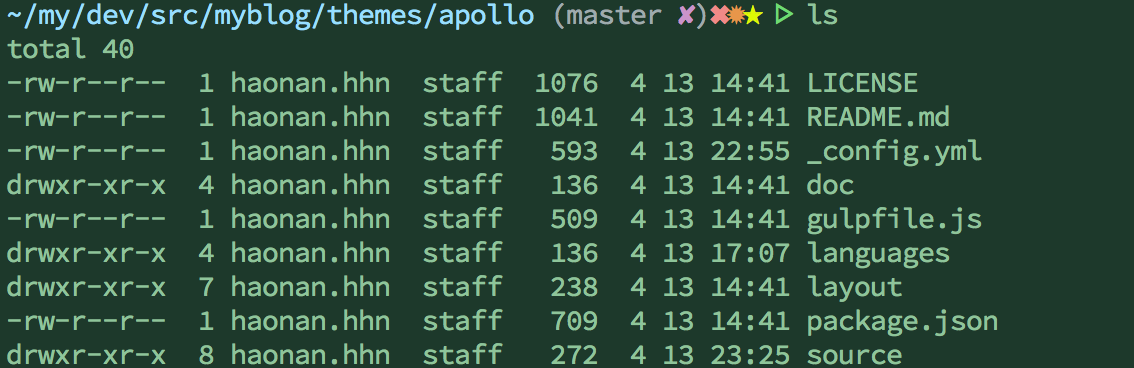 ~/my/dev/src/myblog/themes/apollo (master ✘)✖✹★ ▷ ls
total 40
-rw-r--r--  1 haonan.hhn  staff  1076  4 13 14:41 LICENSE
-rw-r--r--  1 haonan.hhn  staff  1041  4 13 14:41 README.md
-rw-r--r--  1 haonan.hhn  staff   593  4 13 22:55 _config.yml
drwxr-xr-x  4 haonan.hhn  staff   136  4 13 14:41 doc
-rw-r--r--  1 haonan.hhn  staff   509  4 13 14:41 gulpfile.js
drwxr-xr-x  4 haonan.hhn  staff   136  4 13 17:07 languages
drwxr-xr-x  7 haonan.hhn  staff   238  4 13 14:41 layout
-rw-r--r--  1 haonan.hhn  staff   709  4 13 14:41 package.json
drwxr-xr-x  8 haonan.hhn  staff   272  4 13 23:25 source